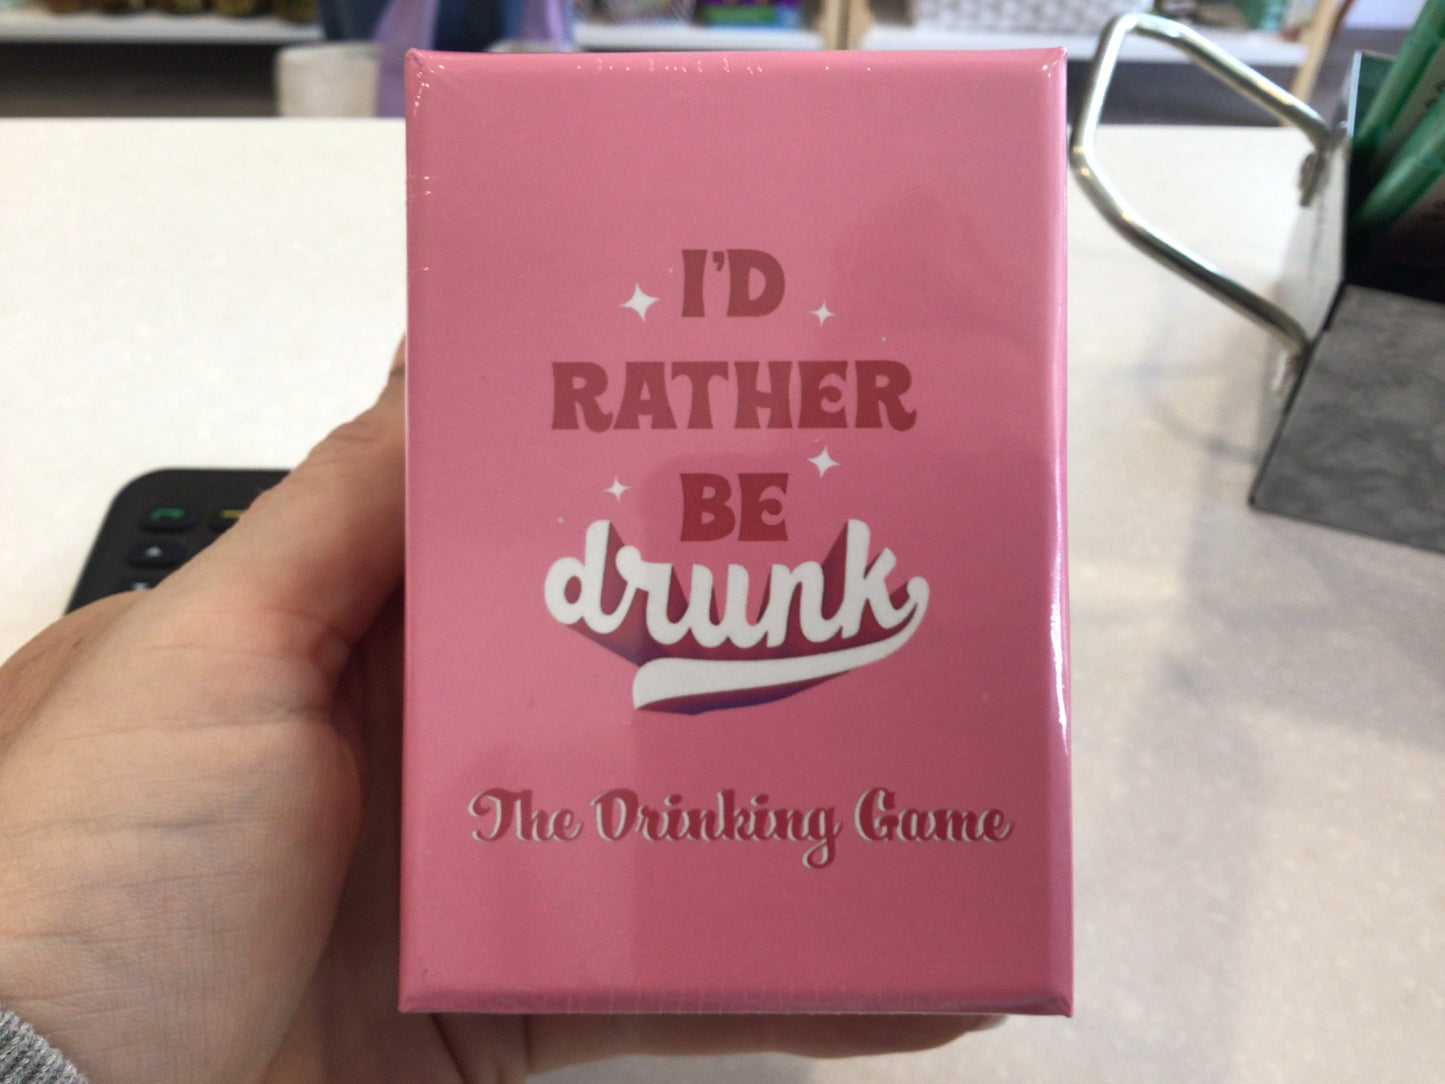 I'D
RATHER
BE
drunk
The Drinking Game